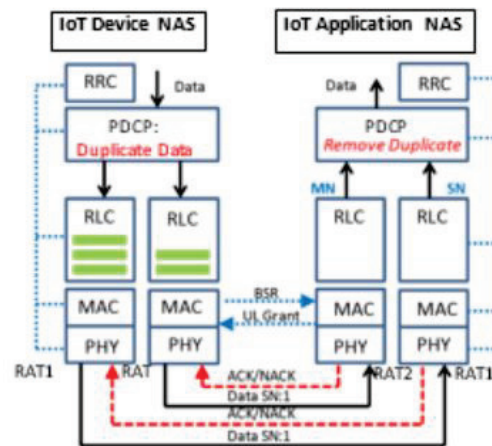 IoT Device NAS
IoT Application NAS
RRC
Data
PDCP:
Duplicate Data
RLC
RLC
MAC
MAC
PHY
PHY
RAT1
RAT
BSR
UL Grant
ACK/NACK
Data SN:1
ACK/NACK
Data SN:1
Data
RRC
PDCP
Remove Duplicate
MN
SN
RLC
RLC
MAC
MAC
PHY
PHY
RAT2
RAT1